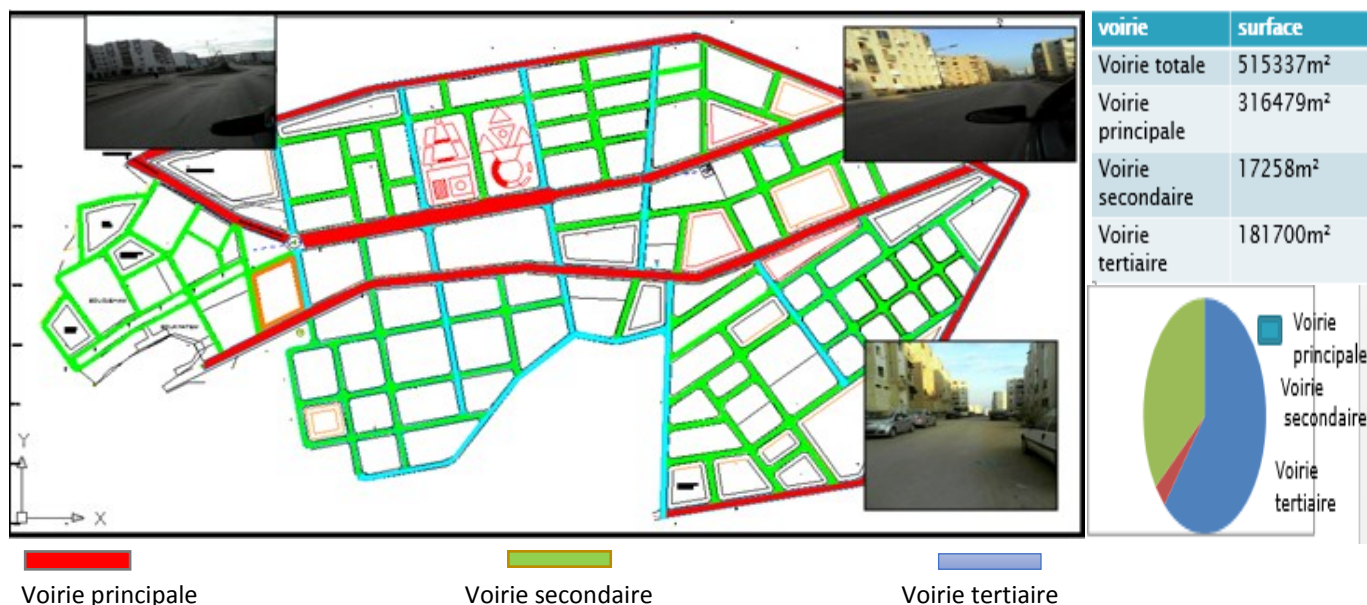 voirie surface
Voirie totale 515337m²
Voirie principale 316479m²
Voirie secondaire 17258m²
Voirie tertiaire 181700m²
Voirie
principale
Voirie
secondaire
Voirie
tertiaire
Y
X
Voirie principale Voirie secondaire Voirie tertiaire